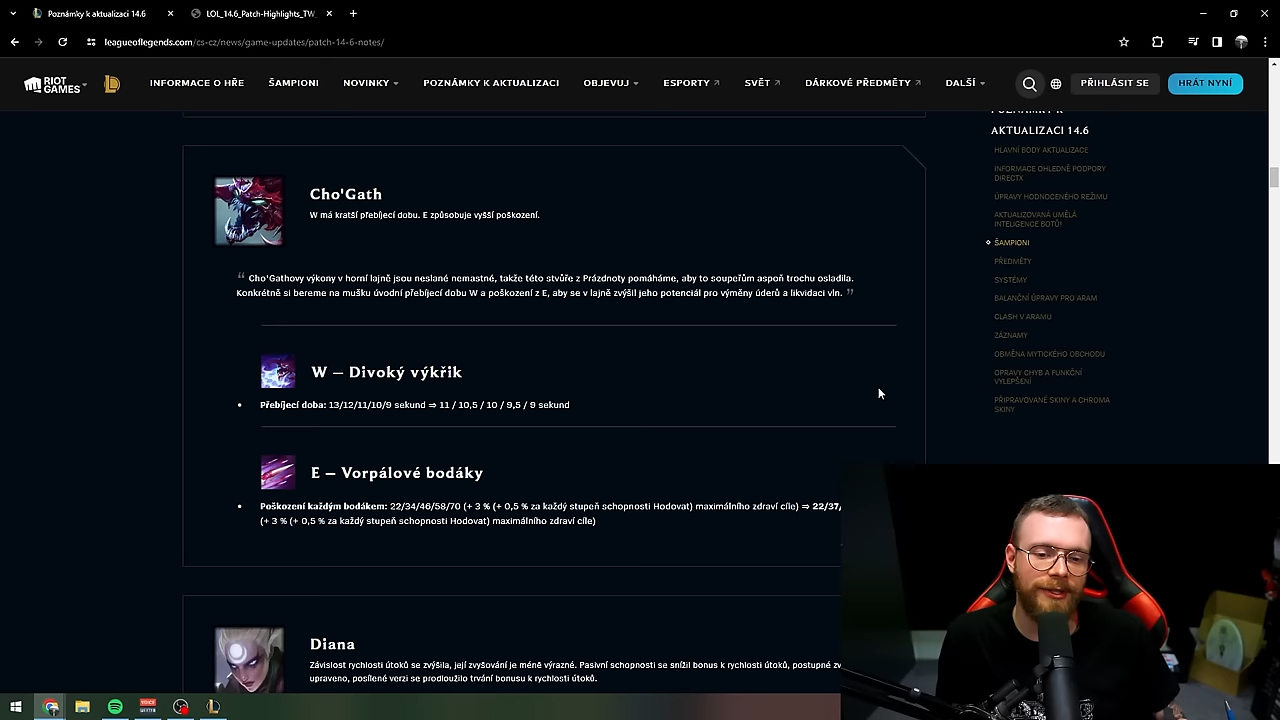 Poznámky k aktualizaci 14.6
LOL_14.6_Patch-Highlights_TW_
leagueoflegends.com/cs-cz/news/game-updates/patch-14-6-notes/
RIOT GAMES
INFORMACE O HŘE
ŠAMPIONI
NOVINKY
POZNÁMKY K AKTUALIZACI
OBJEVUJ
ESPORTY
SVĚT
DÁRKOVÉ PŘEDMĚTY
DALŠÍ
PŘIHLÁSIT SE
HRÁT NYNÍ
Cho'Gath
W má kratší přebíjecí dobu. E způsobuje vyšší poškození.
“ Cho'Gathovy výkony v horní lajně jsou neslané nemastné, takže této stvůře z Prázdnoty pomáháme, aby to soupeřům aspoň trochu osladila.
Konkrétně si bereme na mušku úvodní přebíjecí dobu W a poškození z E, aby se v lajně zvýšil jeho potenciál pro výměny úderů a likvidaci vln. ”
W – Divoký výkřik
• Přebíjecí doba: 13/12/11/10/9 sekund ⇒ 11 / 10,5 / 10 / 9,5 / 9 sekund
E – Vorpálové bodáky
• Poškození každým bodákem: 22/34/46/58/70 (+ 3 % (+ 0,5 % za každý stupeň schopnosti Hodovat) maximálního zdraví cíle) ⇒ 22/37/
(+ 3 % (+ 0,5 % za každý stupeň schopnosti Hodovat) maximálního zdraví cíle)
Diana
Závislost rychlosti útoků se zvýšila, její zvyšování je méně výrazné. Pasivní schopnosti se snížil bonus k rychlosti útoků, postupné zv
upraveno, posílené verzi se prodloužilo trvání bonusu k rychlosti útoků.
POZNÁMKY K
AKTUALIZACI 14.6
HLAVNÍ BODY AKTUALIZACE
INFORMACE OHLEDNĚ PODPORY
DIRECTX
ÚPRAVY HODNOCENÉHO REŽIMU
AKTUALIZOVANÁ UMĚLÁ
INTELIGENCE BOTŮ!
ŠAMPIONI
PŘEDMĚTY
SYSTÉMY
BALANČNÍ ÚPRAVY PRO ARAM
CLASH V ARAMU
ZÁZNAMY
OBMĚNA MYTICKÉHO OBCHODU
OPRAVY CHYB A FUNKČNÍ
VYLEPŠENÍ
PŘIPRAVOVANÉ SKINY A CHROMA
SKINY